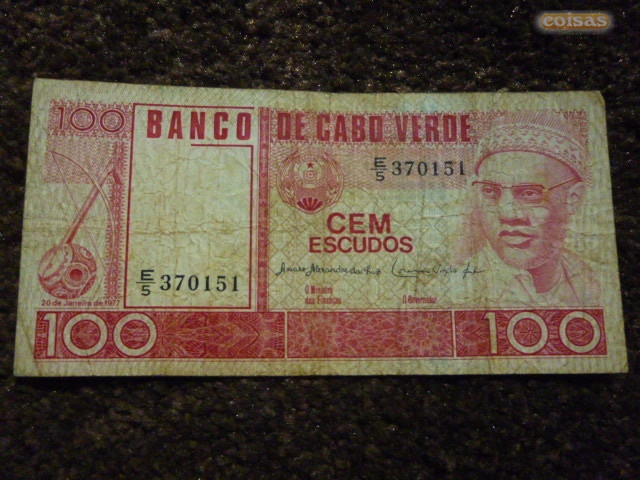 coisas
100
BANCO DE CABO VERDE
E/5 370151
CEM
ESCUDOS
E/5 370151
O Ministro
das Finanças
O Governador
20 de Janeiro de 1977
100
100